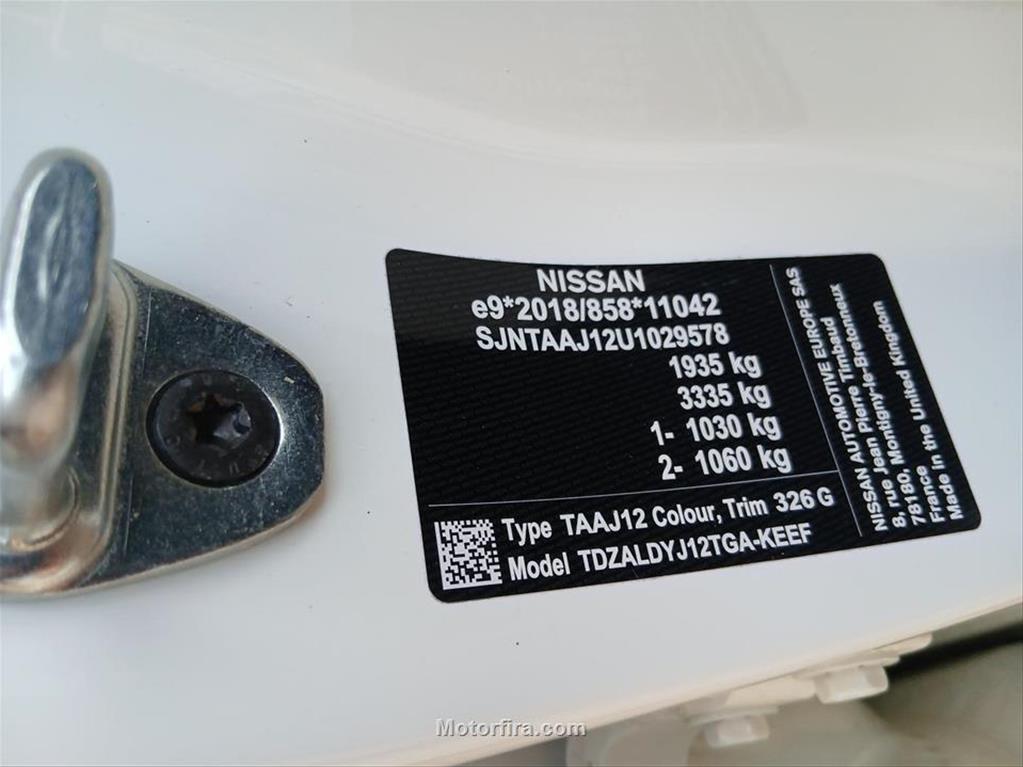 NISSAN
e9*2018/858*11042
SJNTAAJ12U1029578
1935 kg
3335 kg
1- 1030 kg
2- 1060 kg
Type TAAJ12 Colour, Trim 326 G
Model TDZALDYJ12TGA-KEEF
NISSAN AUTOMOTIVE EUROPE SAS
8, rue Jean Pierre Timbaud
78180, Montigny-le-Bretonneux
France
Made in the United Kingdom
Motorfira.com